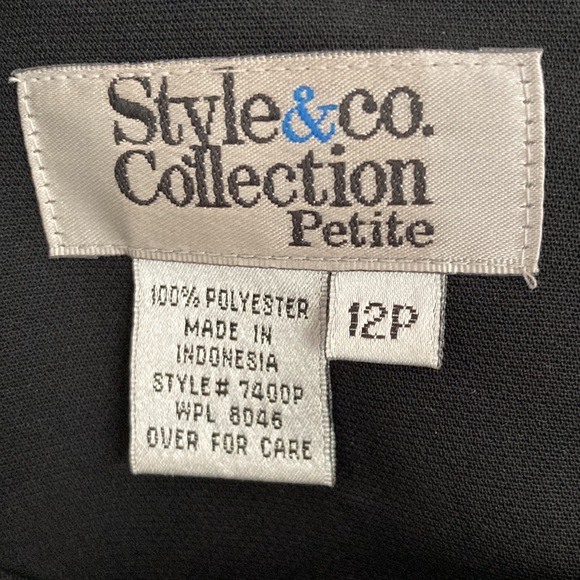 Style&co.
Collection
Petite
100% POLYESTER
MADE IN
INDONESIA
STYLE# 7400P
WPL 8046
OVER FOR CARE
12P